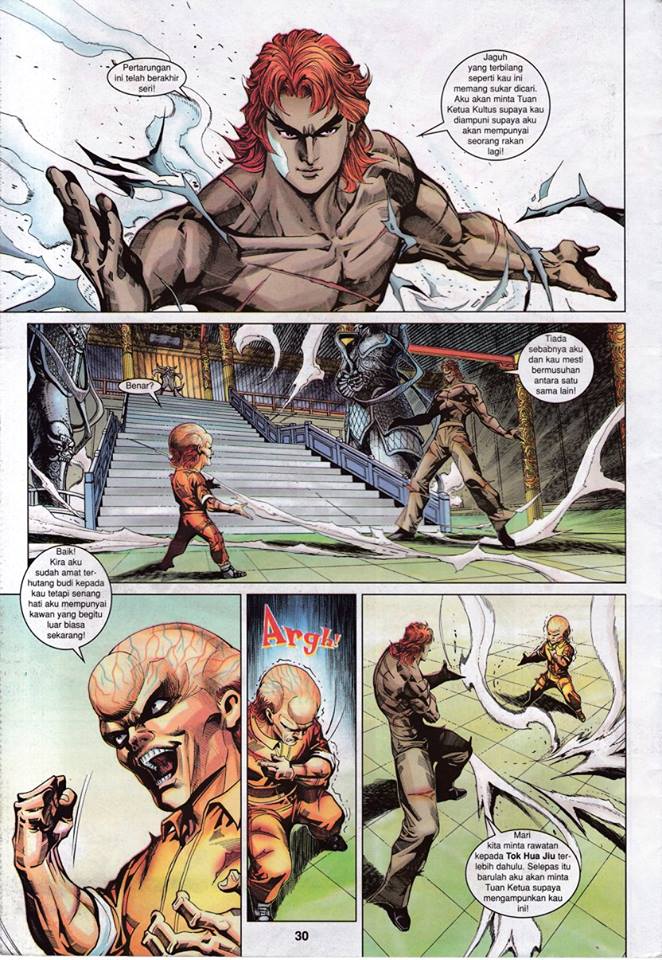 Pertarungan
ini telah berakhir
seri!
Jaguh
yang terbilang
seperti kau ini
memang sukar dicari.
Aku akan minta Tuan
Ketua Kultus supaya kau
diampuni supaya aku
akan mempunyai
seorang rakan
lagi!
Benar?
Tiada
sebabnya aku
dan kau mesti
bermusuhan
antara satu
sama lain!
Baik!
Kira aku
sudah amat ter-
hutang budi kepada
kau tetapi senang
hati aku mempunyai
kawan yang begitu
luar biasa
sekarang!
Argh!
Mari
kita minta rawatan
kepada Tok Hua Jiu ter-
lebih dahulu. Selepas itu
barulah aku akan minta
Tuan Ketua supaya
mengampunkan kau
ini!
30